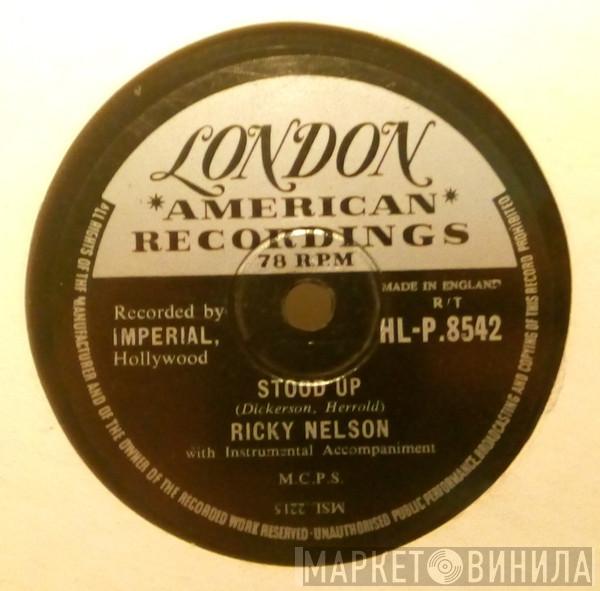 LONDON
*AMERICAN*
RECORDINGS
78 RPM
MADE IN ENGLAND
R/T
HL-P.8542
Recorded by
IMPERIAL,
Hollywood
STOOD UP
(Dickerson, Herrold)
RICKY NELSON
with Instrumental Accompaniment
M.C.P.S.
MSL 2215
ALL RIGHTS OF THE MANUFACTURER AND OF THE OWNER OF THE RECORDED WORK RESERVED · UNAUTHORISED PUBLIC PERFORMANCE, BROADCASTING AND COPYING OF THIS RECORD PROHIBITED
МАРКЕТ ВИНИЛА